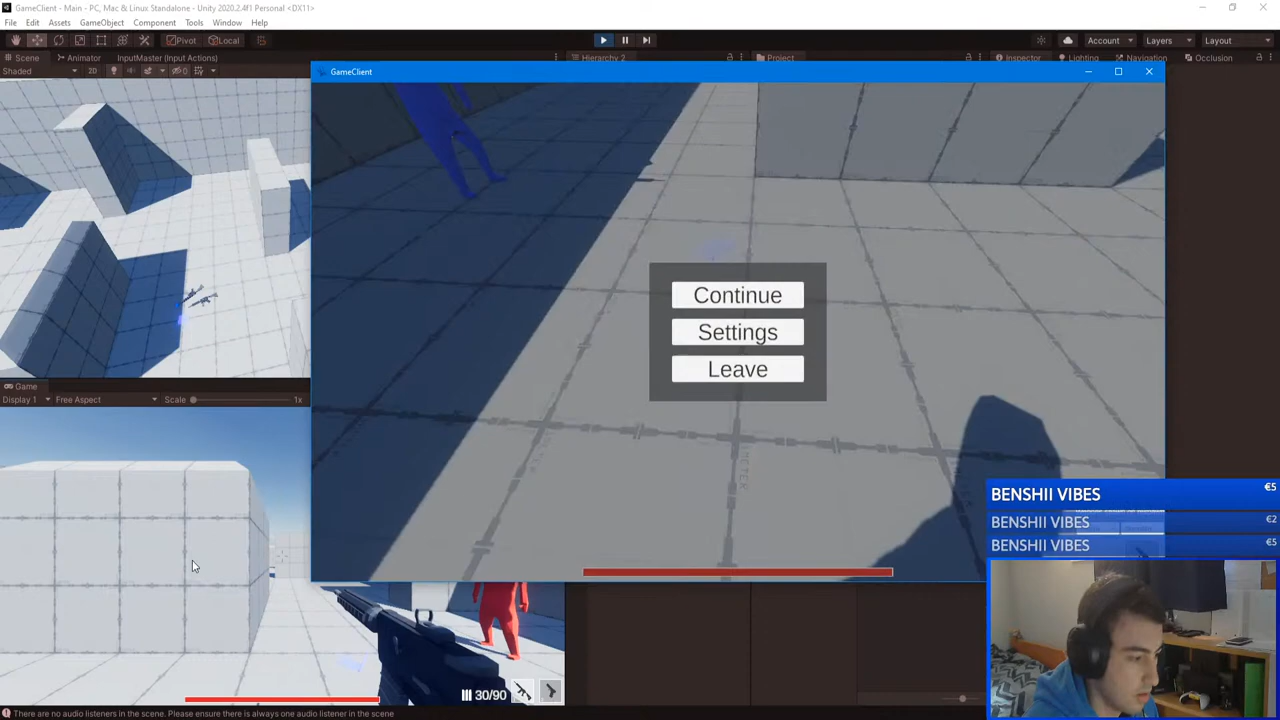 GameClient - Main - PC, Mac & Linux Standalone - Unity 2020.2.4f1 Personal <DX11>
File Edit Assets GameObject Component Tools Window Help
Pivot Local Account Layers Layout
Scene Animator InputMaster (Input Actions) Hierarchy 2 Project Inspector Lighting Navigation Occlusion
Shaded 2D 0
GameClient
Continue
Settings
Leave
Game
Display 1 Free Aspect Scale 1x
BENSHII VIBES €5
BENSHII VIBES €2
BENSHII VIBES €5
30/90
There are no audio listeners in the scene. Please ensure there is always one audio listener in the scene